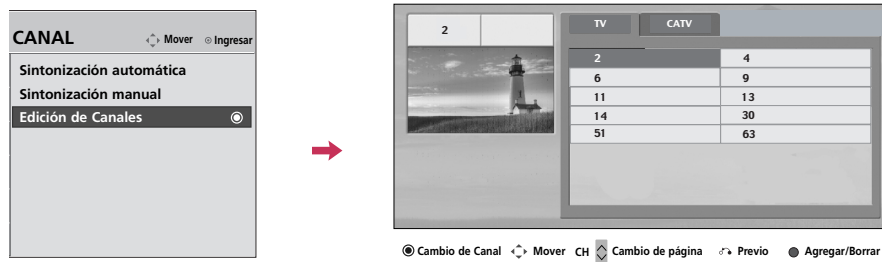 CANAL Mover Ingresar
Sintonización automática
Sintonización manual
Edición de Canales
2
TV CATV
2 4
6 9
11 13
14 30
51 63
Cambio de Canal Mover CH Cambio de página Previo Agregar/Borrar